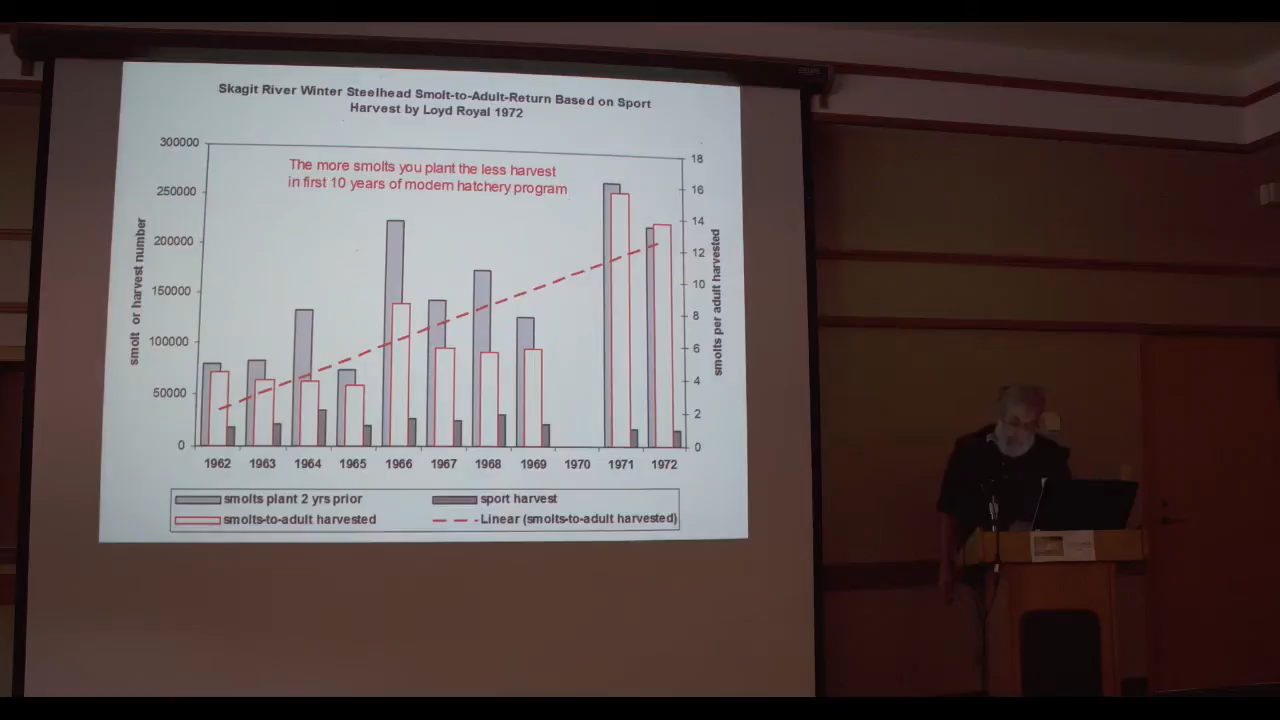 Skagit River Winter Steelhead Smolt-to-Adult-Return Based on Sport
Harvest by Loyd Royal 1972
The more smolts you plant the less harvest
in first 10 years of modern hatchery program
smolt or harvest number
300000
250000
200000
150000
100000
50000
0
18
16
14
12
10
8
6
4
2
0
smolts per adult harvested
1962 1963 1964 1965 1966 1967 1968 1969 1970 1971 1972
smolts plant 2 yrs prior sport harvest
smolts-to-adult harvested Linear (smolts-to-adult harvested)